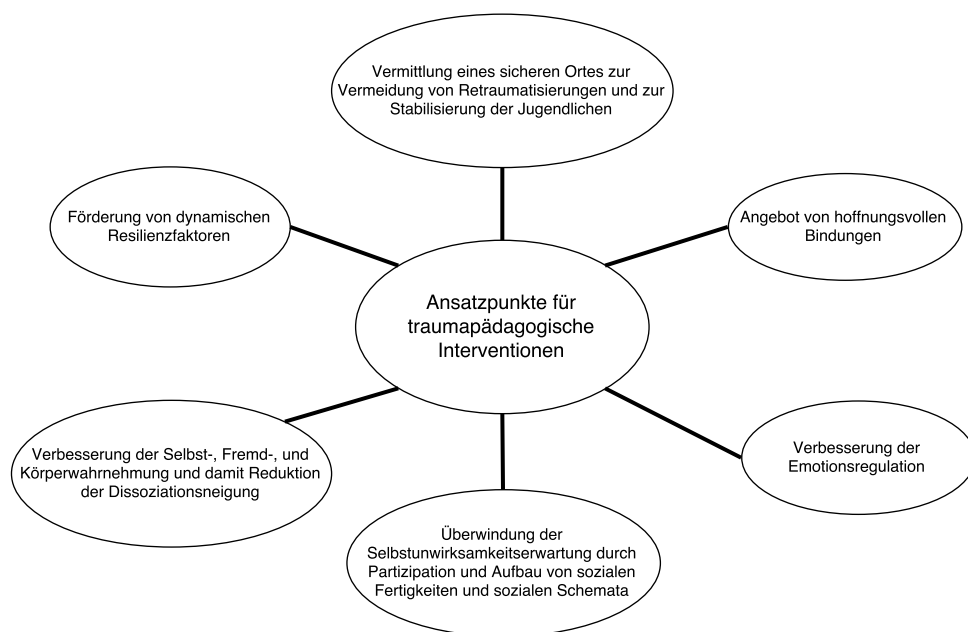 Vermittlung eines sicheren Ortes zur
Vermeidung von Retraumatisierungen und zur
Stabilisierung der Jugendlichen
Förderung von dynamischen
Resilienzfaktoren
Angebot von hoffnungsvollen
Bindungen
Ansatzpunkte für
traumapädagogische
Interventionen
Verbesserung der Selbst-, Fremd-, und
Körperwahrnehmung und damit Reduktion
der Dissoziationsneigung
Verbesserung der
Emotionsregulation
Überwindung der
Selbstunwirksamkeitserwartung durch
Partizipation und Aufbau von sozialen
Fertigkeiten und sozialen Schemata